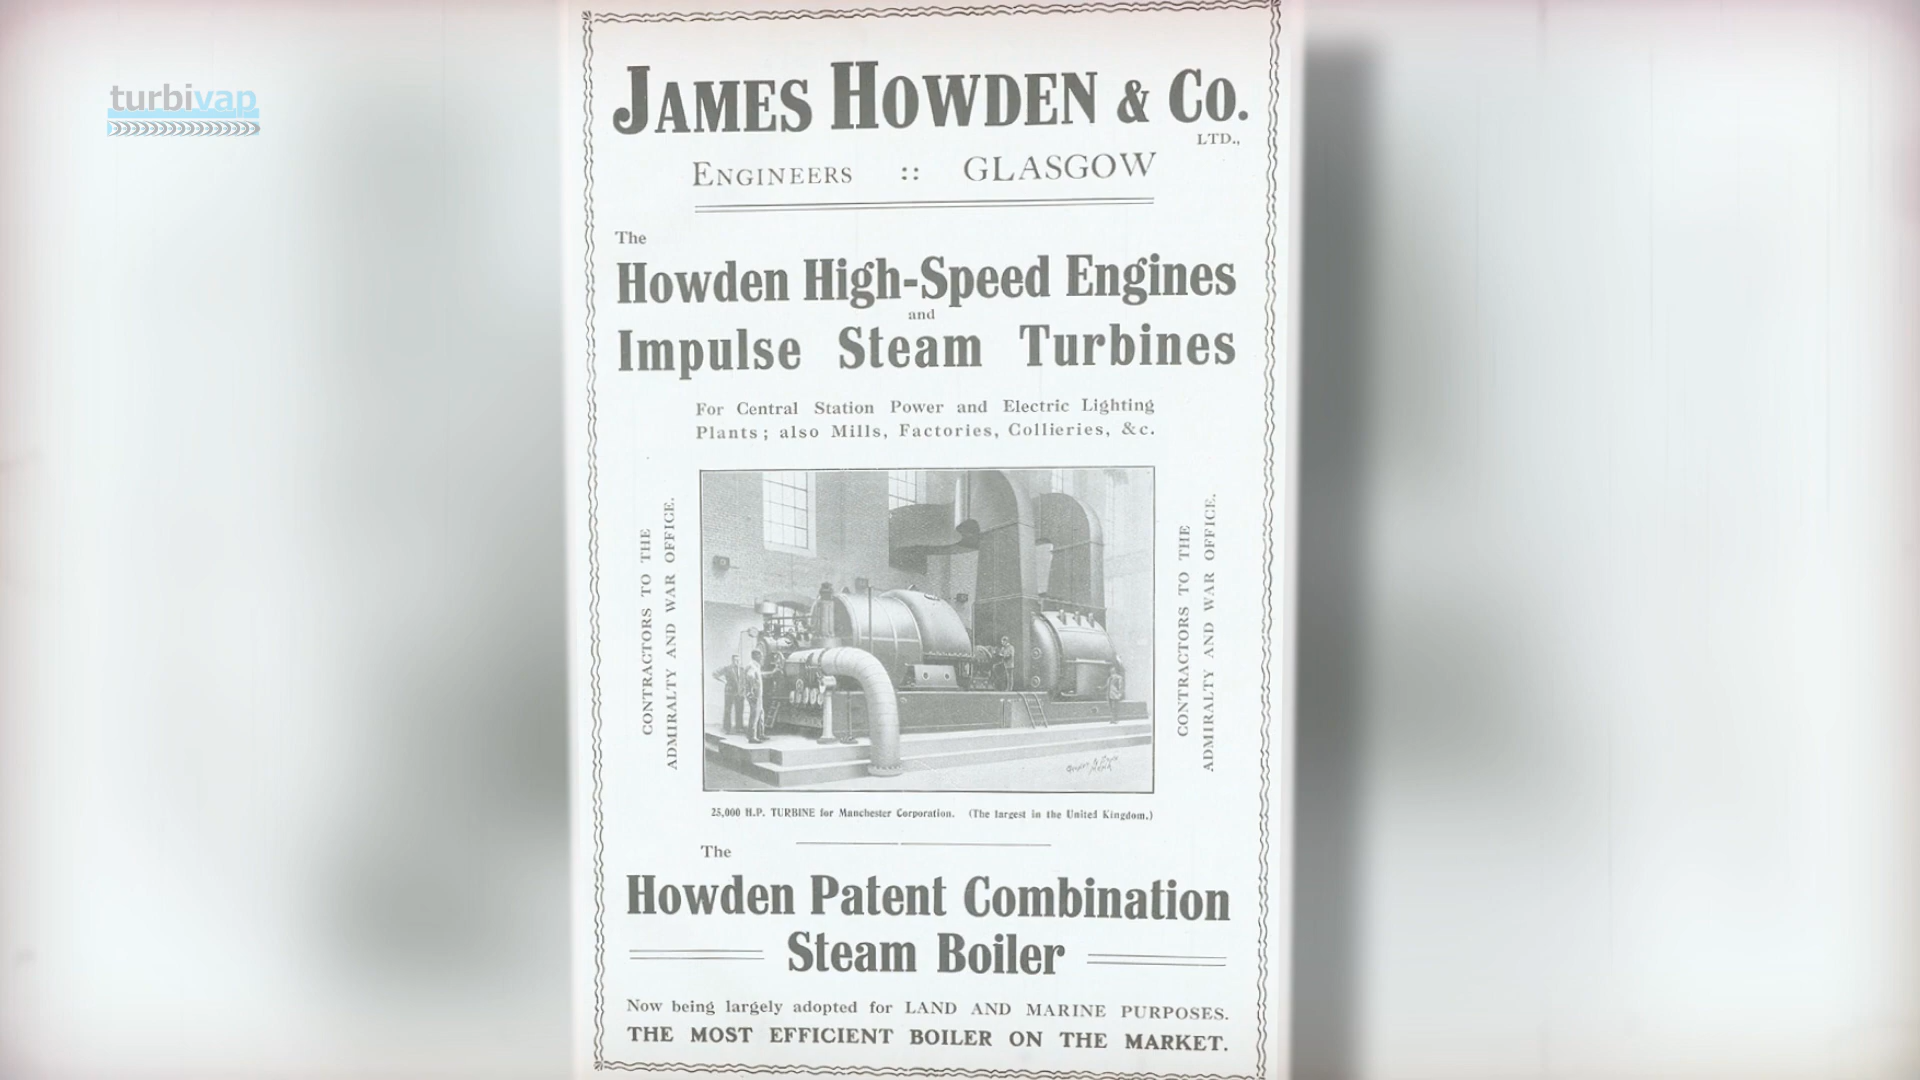 turbivap
JAMES HOWDEN & Co.
LTD.,
ENGINEERS :: GLASGOW
The
Howden High-Speed Engines
and
Impulse Steam Turbines
For Central Station Power and Electric Lighting
Plants; also Mills, Factories, Collieries, &c.
CONTRACTORS TO THE
ADMIRALTY AND WAR OFFICE.
CONTRACTORS TO THE
ADMIRALTY AND WAR OFFICE.
25,000 H.P. TURBINE for Manchester Corporation. (The largest in the United Kingdom.)
The
Howden Patent Combination
Steam Boiler
Now being largely adopted for LAND AND MARINE PURPOSES.
THE MOST EFFICIENT BOILER ON THE MARKET.